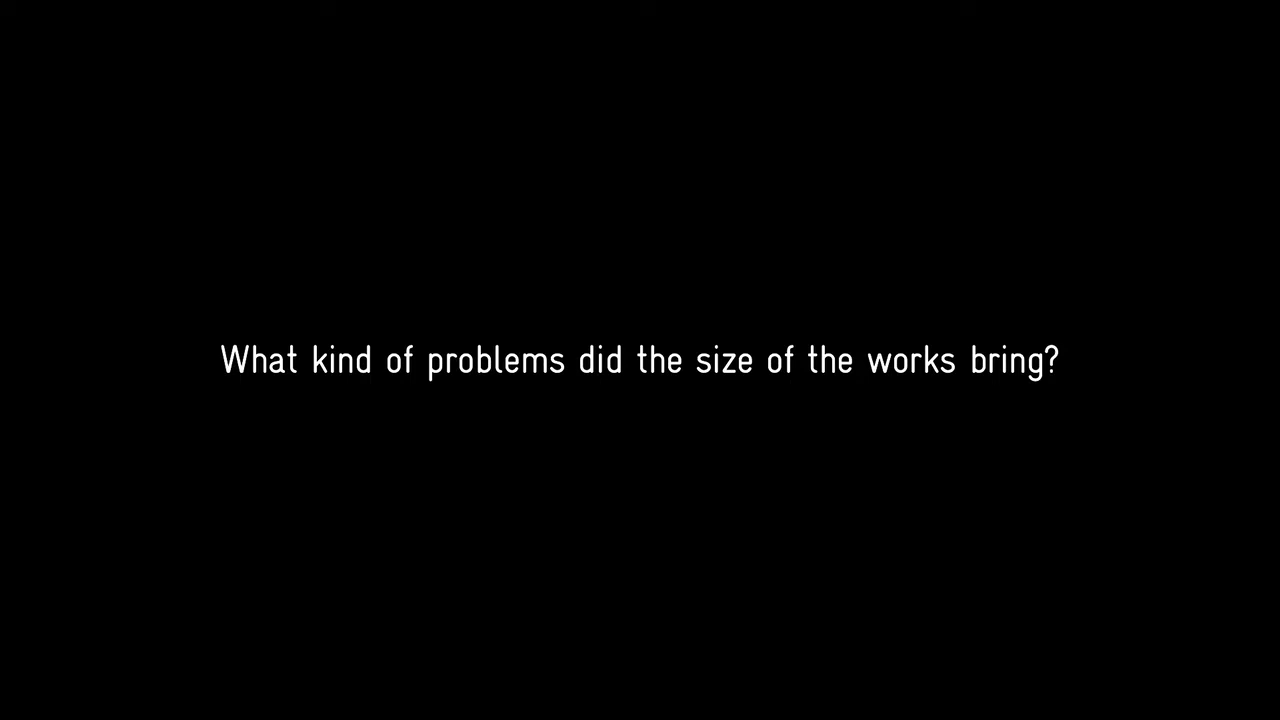 What kind of problems did the size of the works bring?